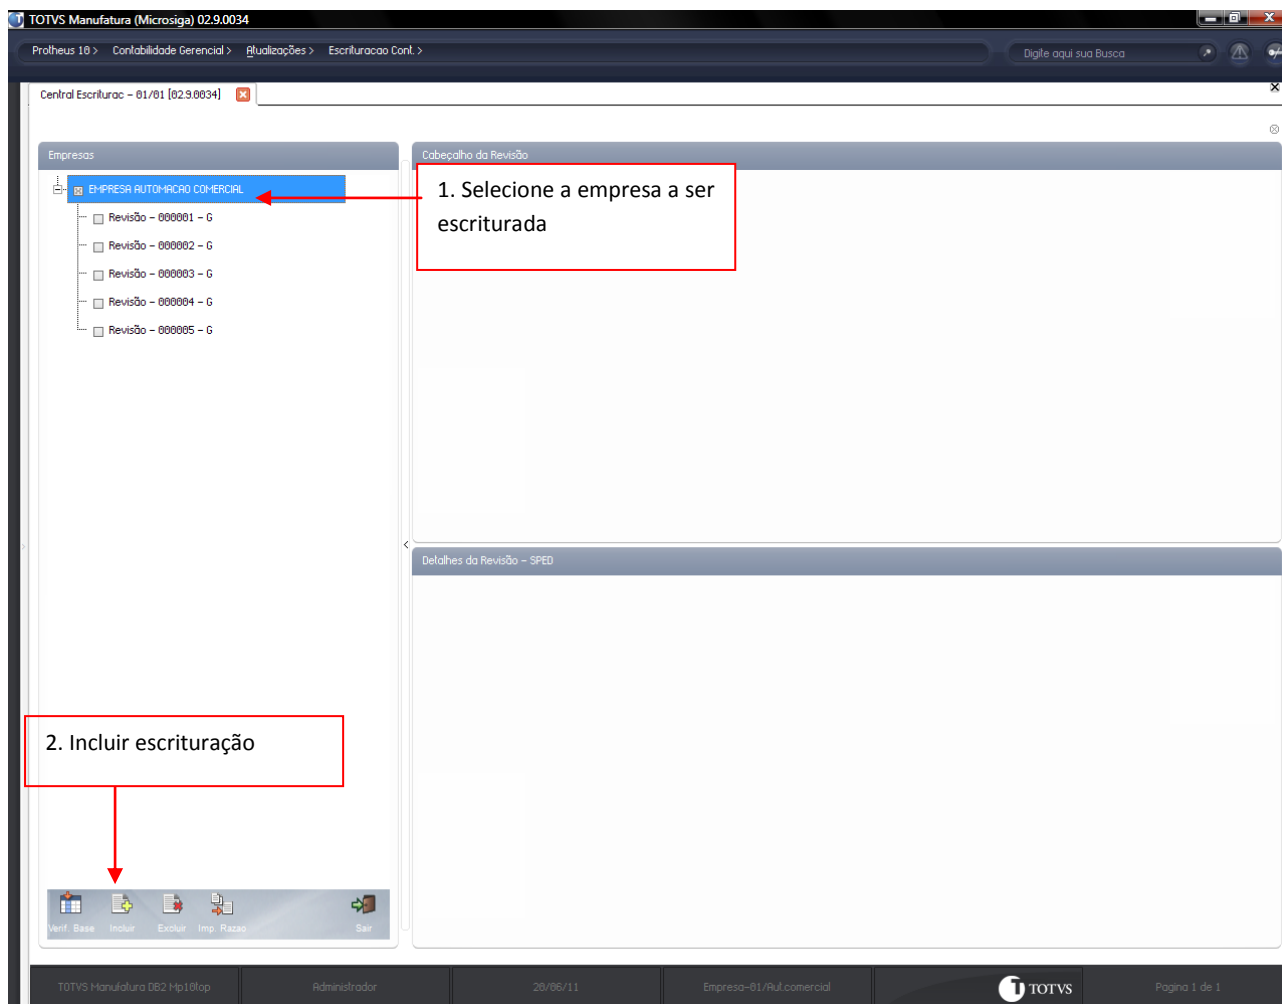 TOTVS Manufatura (Microsiga) 02.9.0034
Protheus 10 > Contabilidade Gerencial > Atualizações > Escrituracao Cont. >
Digite aqui sua Busca
Central Escriturac - 01/01 [02.9.0034]
Empresas
Cabeçalho da Revisão
EMPRESA AUTOMACAO COMERCIAL
Revisão - 000001 - G
Revisão - 000002 - G
Revisão - 000003 - G
Revisão - 000004 - G
Revisão - 000005 - G
1. Selecione a empresa a ser
escriturada
Detalhes da Revisão - SPED
2. Incluir escrituração
Verif. Base Incluir Excluir Imp. Razao Sair
TOTVS Manufatura DB2 Mp10top Administrador 20/06/11 Empresa-01/Aut.comercial TOTVS Pagina 1 de 1